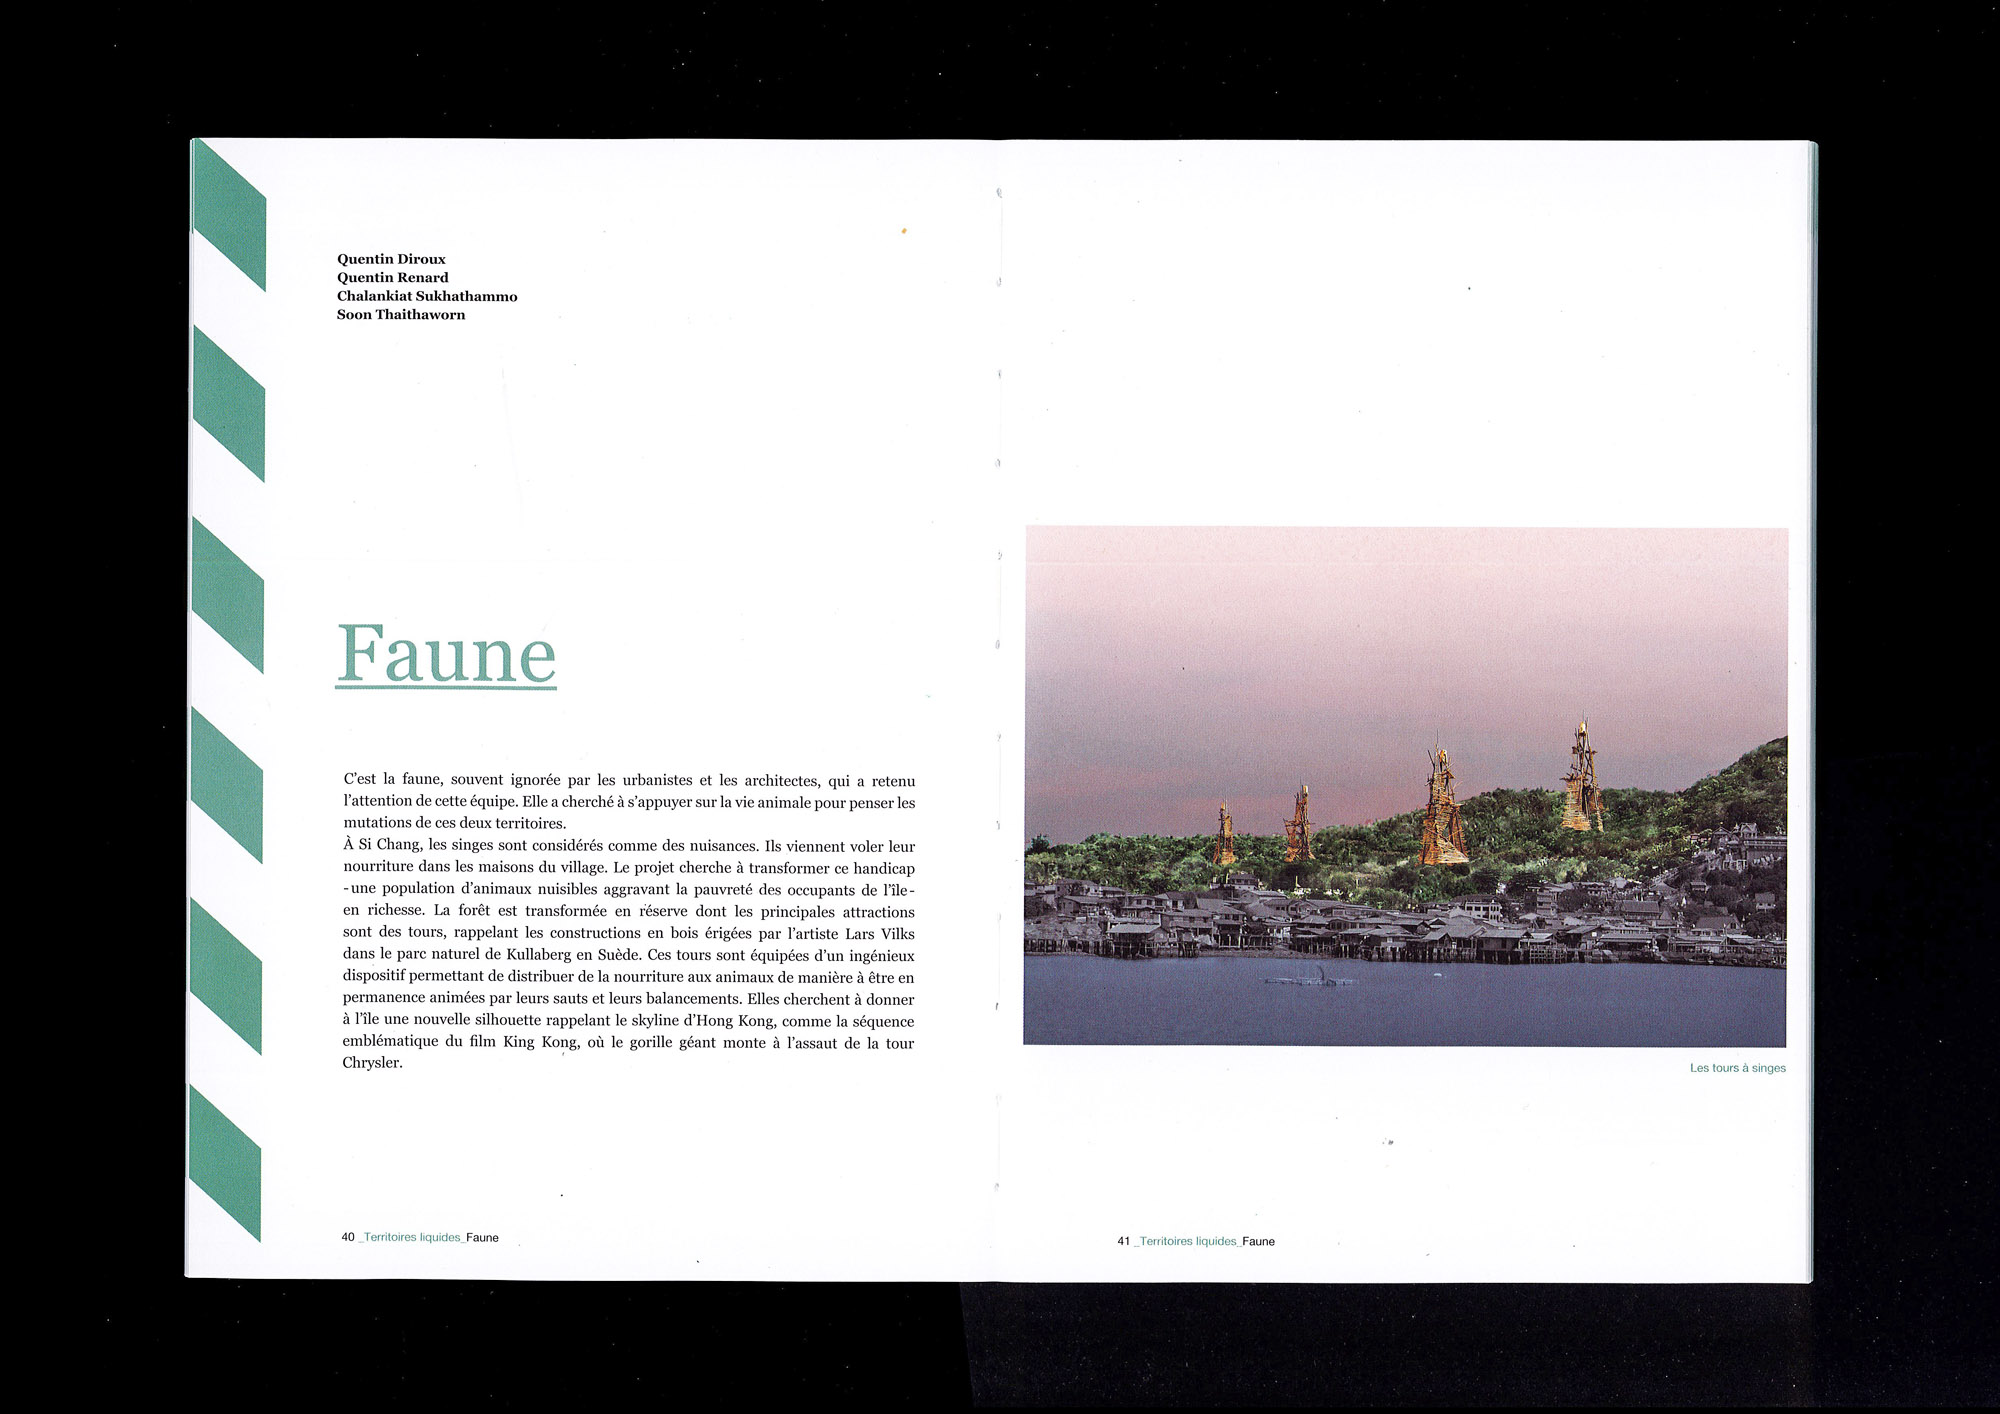 Quentin Diroux
Quentin Renard
Chalankiat Sukhathammo
Soon Thaithaworn
Faune
C’est la faune, souvent ignorée par les urbanistes et les architectes, qui a retenu
l’attention de cette équipe. Elle a cherché à s’appuyer sur la vie animale pour penser les
mutations de ces deux territoires.
À Si Chang, les singes sont considérés comme des nuisances. Ils viennent voler leur
nourriture dans les maisons du village. Le projet cherche à transformer ce handicap
-une population d’animaux nuisibles aggravant la pauvreté des occupants de l’île-
en richesse. La forêt est transformée en réserve dont les principales attractions
sont des tours, rappelant les constructions en bois érigées par l’artiste Lars Vilks
dans le parc naturel de Kullaberg en Suède. Ces tours sont équipées d’un ingénieux
dispositif permettant de distribuer de la nourriture aux animaux de manière à être en
permanence animées par leurs sauts et leurs balancements. Elles cherchent à donner
à l’île une nouvelle silhouette rappelant le skyline d’Hong Kong, comme la séquence
emblématique du film King Kong, où le gorille géant monte à l’assaut de la tour
Chrysler.
40 _Territoires liquides_Faune
Les tours à singes
41 _Territoires liquides_Faune